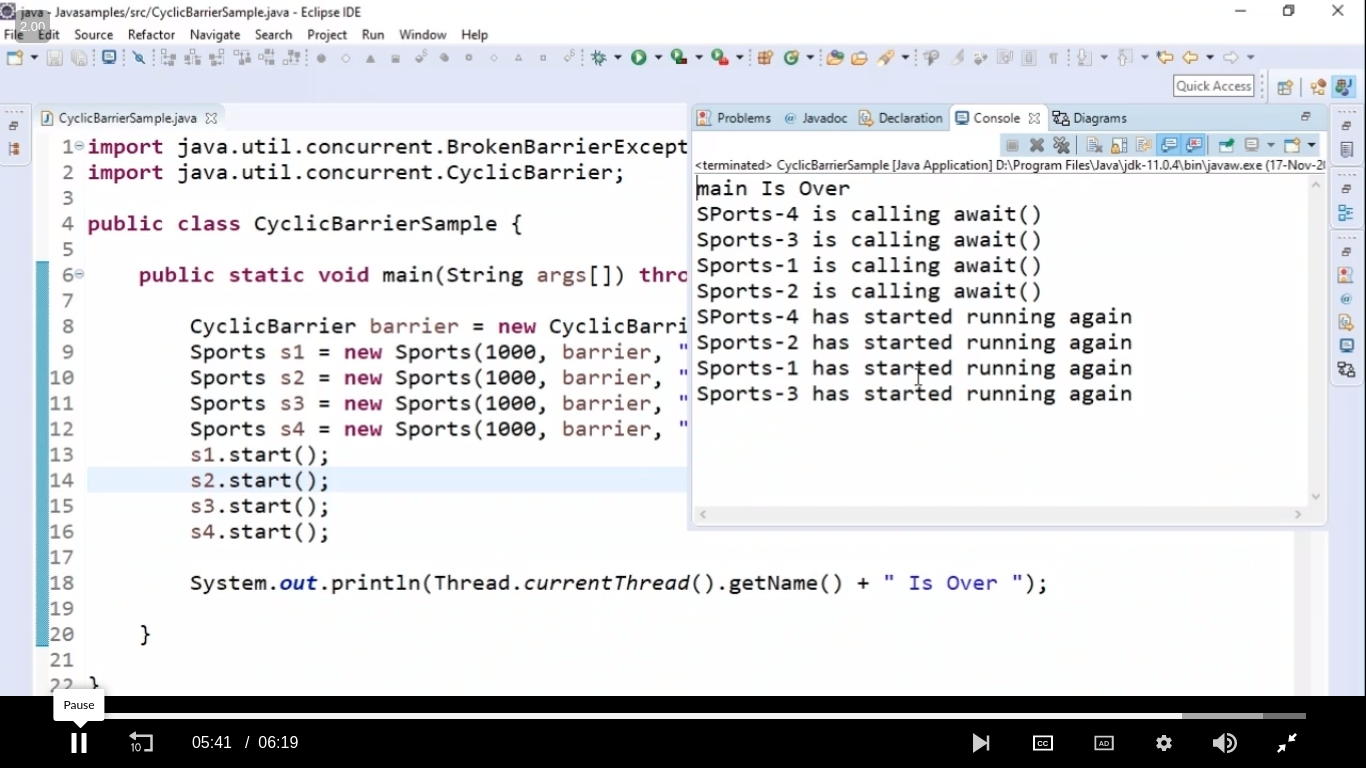 java - Javasamples/src/CyclicBarrierSample.java - Eclipse IDE
2.00
File Edit Source Refactor Navigate Search Project Run Window Help
Quick Access
CyclicBarrierSample.java
Problems Javadoc Declaration Console Diagrams
<terminated> CyclicBarrierSample [Java Application] D:\Program Files\Java\jdk-11.0.4\bin\javaw.exe (17-Nov-20
main Is Over
SPorts-4 is calling await()
Sports-3 is calling await()
Sports-1 is calling await()
Sports-2 is calling await()
SPorts-4 has started running again
Sports-2 has started running again
Sports-1 has started running again
Sports-3 has started running again
1 import java.util.concurrent.BrokenBarrierExcept
2 import java.util.concurrent.CyclicBarrier;
3
4 public class CyclicBarrierSample {
5
6 public static void main(String args[]) thro
7
8 CyclicBarrier barrier = new CyclicBarri
9 Sports s1 = new Sports(1000, barrier, "
10 Sports s2 = new Sports(1000, barrier, "
11 Sports s3 = new Sports(1000, barrier, "
12 Sports s4 = new Sports(1000, barrier, "
13 s1.start();
14 s2.start();
15 s3.start();
16 s4.start();
17
18 System.out.println(Thread.currentThread().getName() + " Is Over ");
19
20 }
21
22 }
Pause
10
05:41 / 06:19
CC
AD